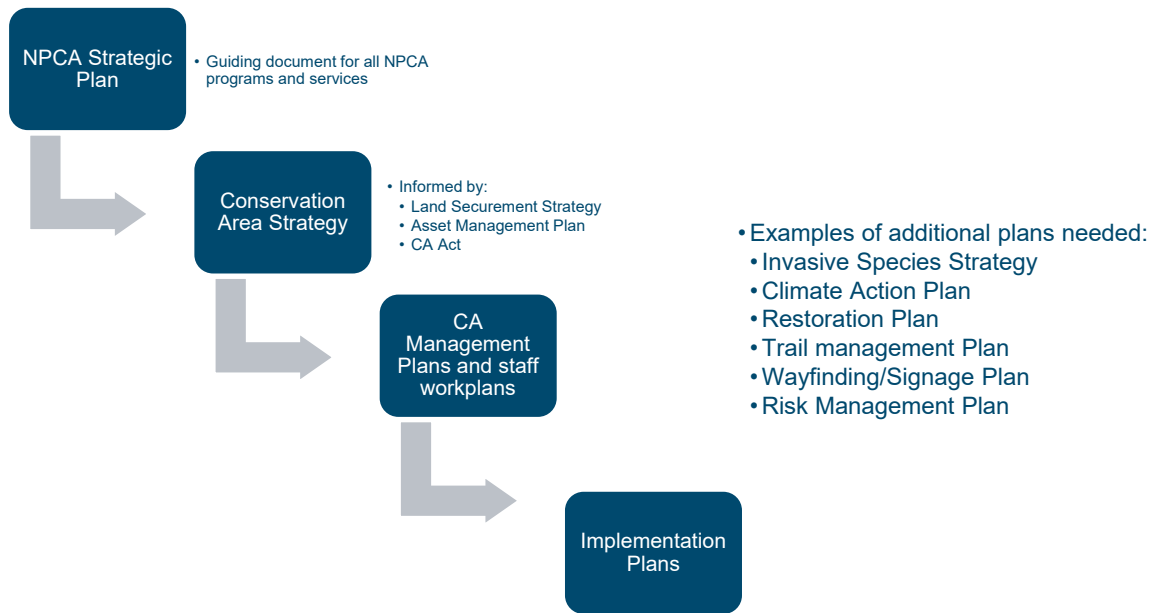 NPCA Strategic
Plan
• Guiding document for all NPCA
programs and services
Conservation
Area Strategy
• Informed by:
• Land Securement Strategy
• Asset Management Plan
• CA Act
CA
Management
Plans and staff
workplans
• Examples of additional plans needed:
• Invasive Species Strategy
• Climate Action Plan
• Restoration Plan
• Trail management Plan
• Wayfinding/Signage Plan
• Risk Management Plan
Implementation
Plans